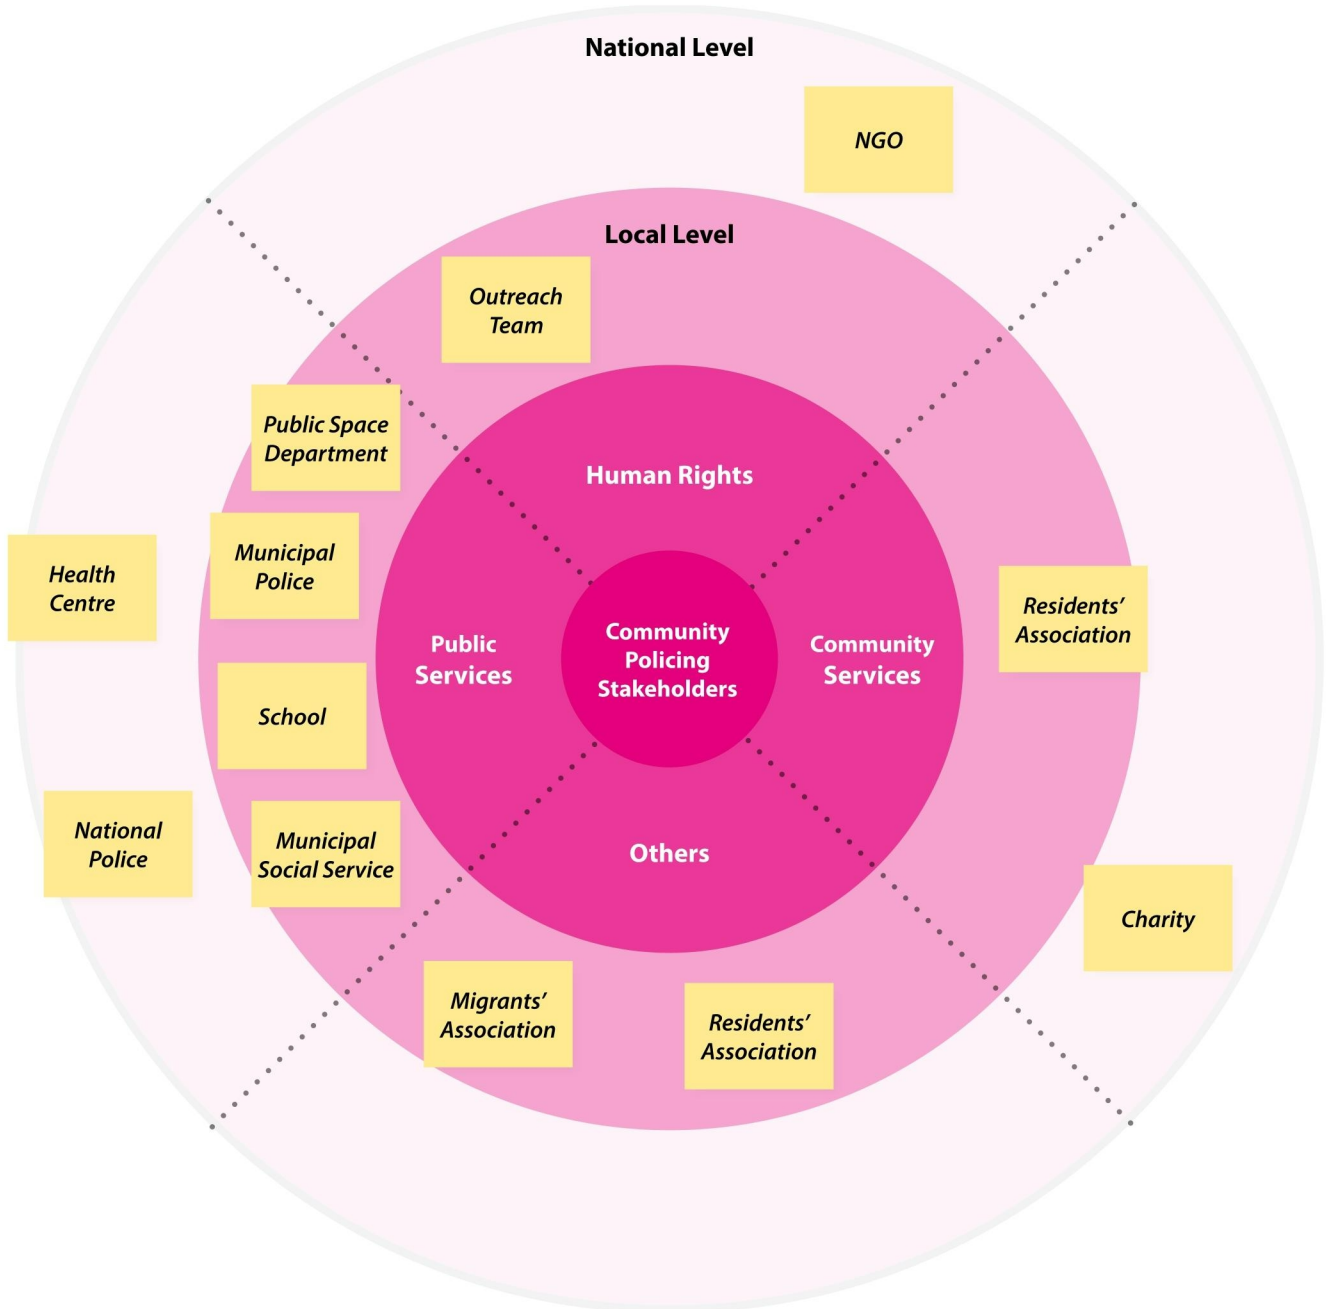 National Level
NGO
Local Level
Outreach
Team
Public Space
Department
Human Rights
Municipal
Police
Health
Centre
Residents’
Association
Public
Services
Community
Policing
Stakeholders
Community
Services
School
National
Police
Municipal
Social Service
Others
Charity
Migrants’
Association
Residents’
Association